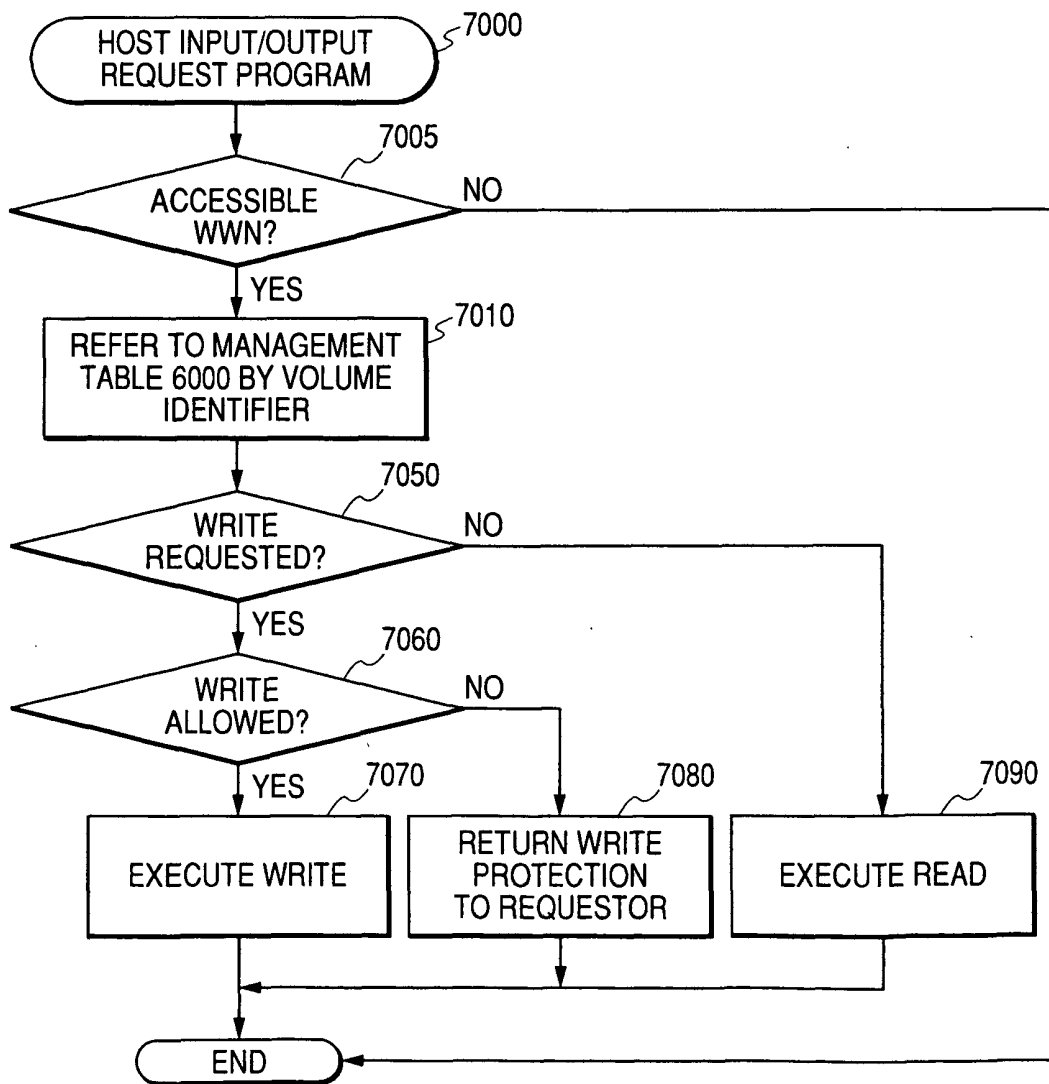 HOST INPUT/OUTPUT
REQUEST PROGRAM
7000
7005
ACCESSIBLE
WWN?
NO
YES
7010
REFER TO MANAGEMENT
TABLE 6000 BY VOLUME
IDENTIFIER
7050
WRITE
REQUESTED?
NO
YES
7060
WRITE
ALLOWED?
NO
YES
7070
EXECUTE WRITE
7080
RETURN WRITE
PROTECTION
TO REQUESTOR
7090
EXECUTE READ
END